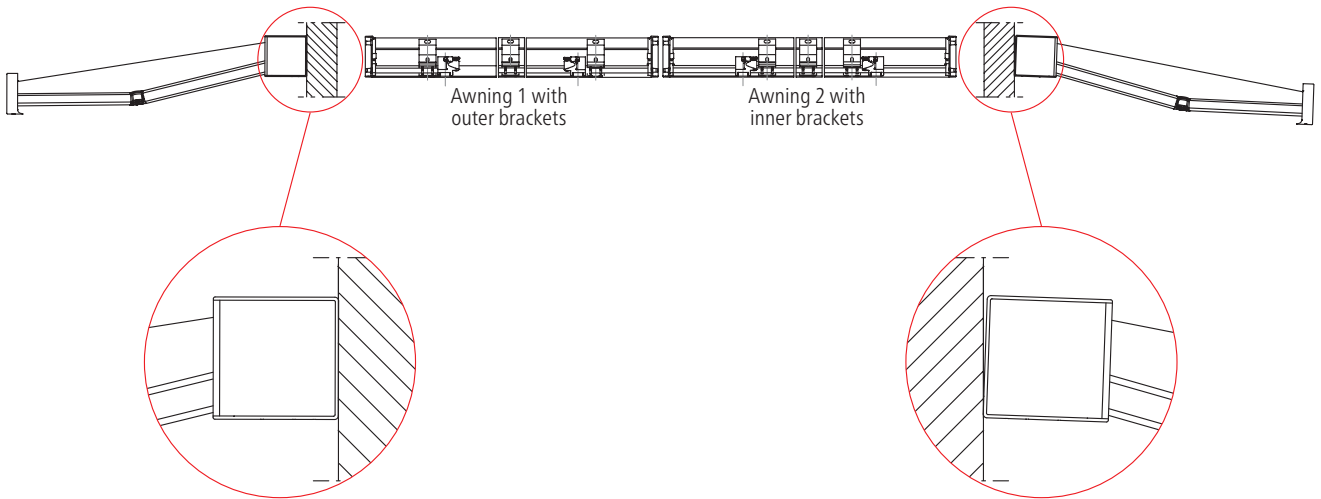 Awning 1 with
outer brackets
Awning 2 with
inner brackets